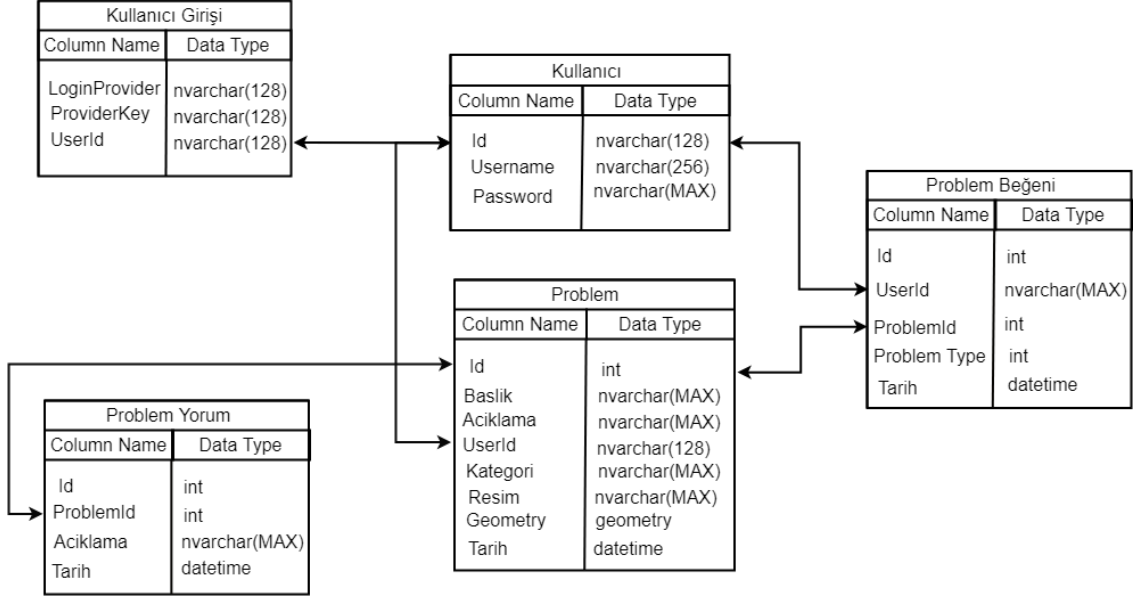 Kullanıcı Girişi
Column Name Data Type
LoginProvider nvarchar(128)
ProviderKey nvarchar(128)
UserId nvarchar(128)
Kullanıcı
Column Name Data Type
Id nvarchar(128)
Username nvarchar(256)
Password nvarchar(MAX)
Problem Beğeni
Column Name Data Type
Id int
UserId nvarchar(MAX)
ProblemId int
Problem Type int
Tarih datetime
Problem
Column Name Data Type
Id int
Baslik nvarchar(MAX)
Aciklama nvarchar(MAX)
UserId nvarchar(128)
Kategori nvarchar(MAX)
Resim nvarchar(MAX)
Geometry geometry
Tarih datetime
Problem Yorum
Column Name Data Type
Id int
ProblemId int
Aciklama nvarchar(MAX)
Tarih datetime